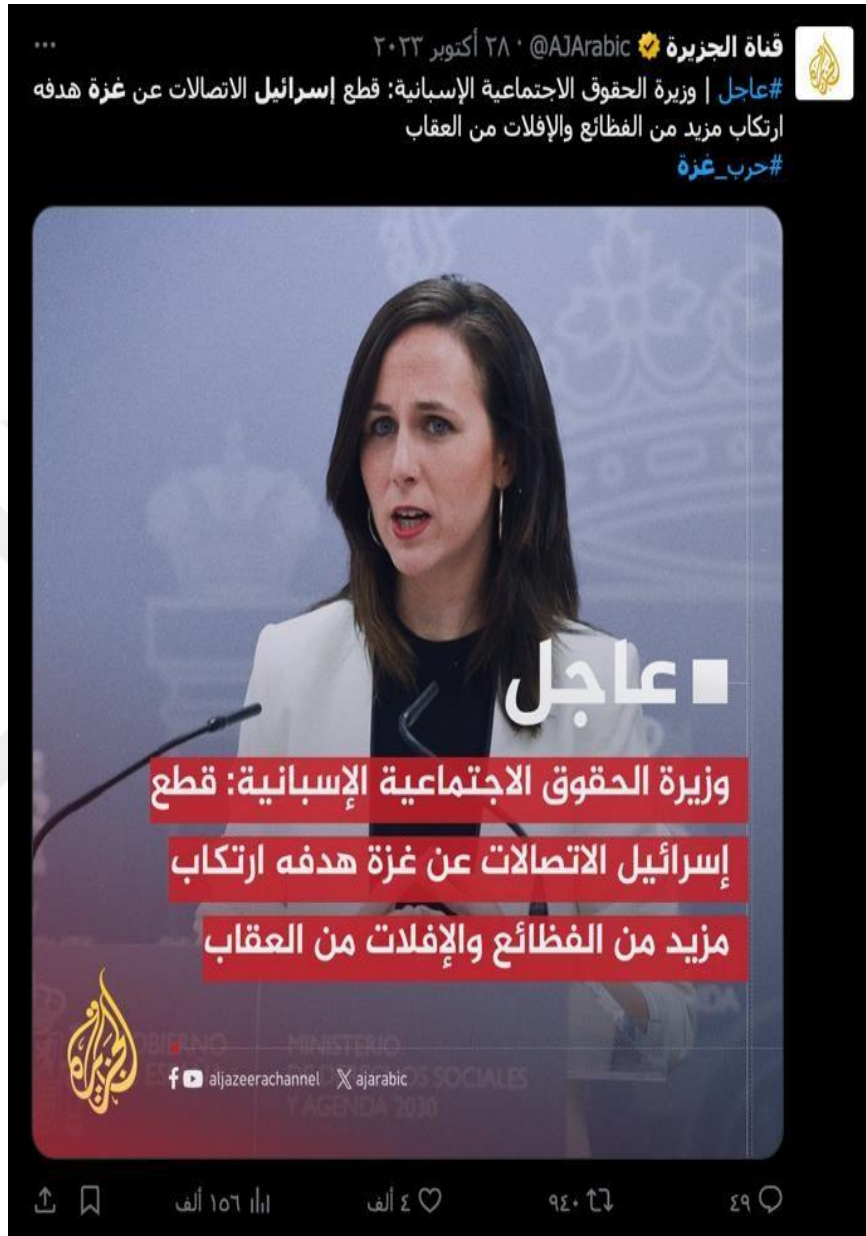 قناة الجزيرة @AJArabic · ٢٨ أكتوبر ٢٠٢٣
#عاجل | وزيرة الحقوق الاجتماعية الإسبانية: قطع إسرائيل الاتصالات عن غزة هدفه
ارتكاب مزيد من الفظائع والإفلات من العقاب
#حرب_غزة
عاجل
وزيرة الحقوق الاجتماعية الإسبانية: قطع
إسرائيل الاتصالات عن غزة هدفه ارتكاب
مزيد من الفظائع والإفلات من العقاب
الجزيرة
MINISTERIO
SOCIALES
Y AGENDA 2030
aljazeerachannel ajarabic
٤٩ ٩٤٠ ٤ ألف ١٥٦ ألف